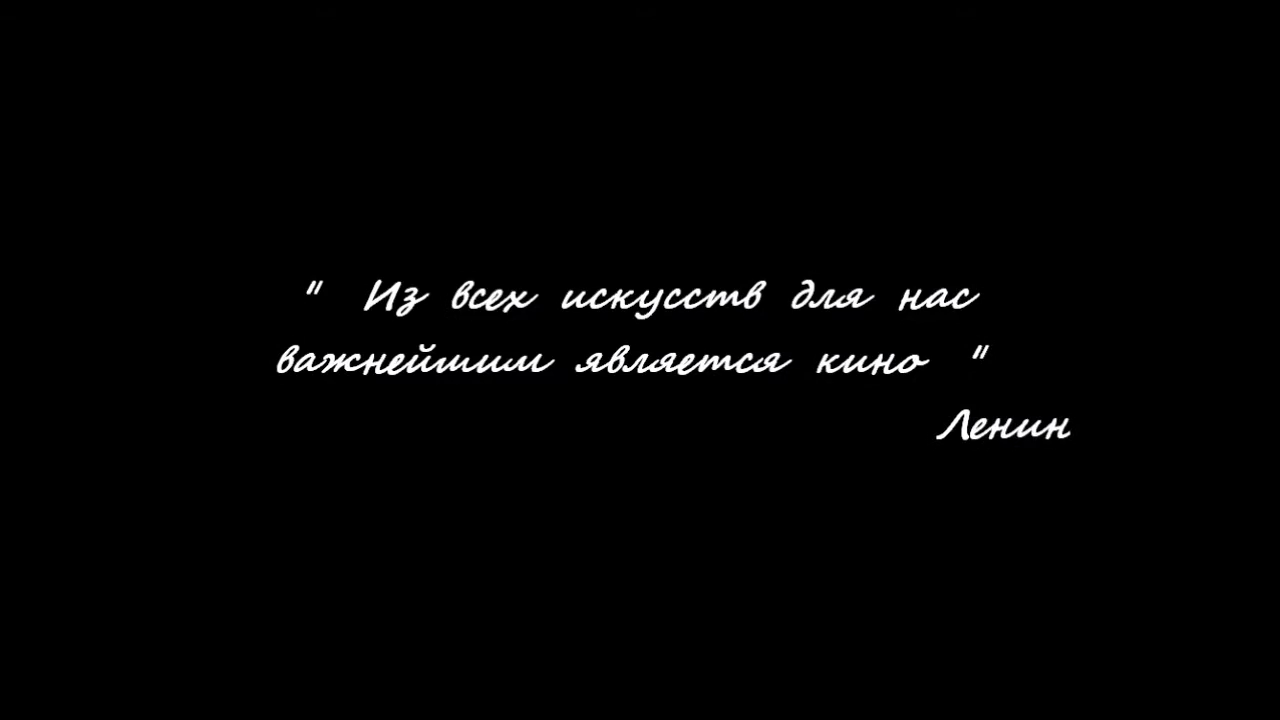 " Из всех искусств для нас
важнейшим является кино "
Ленин